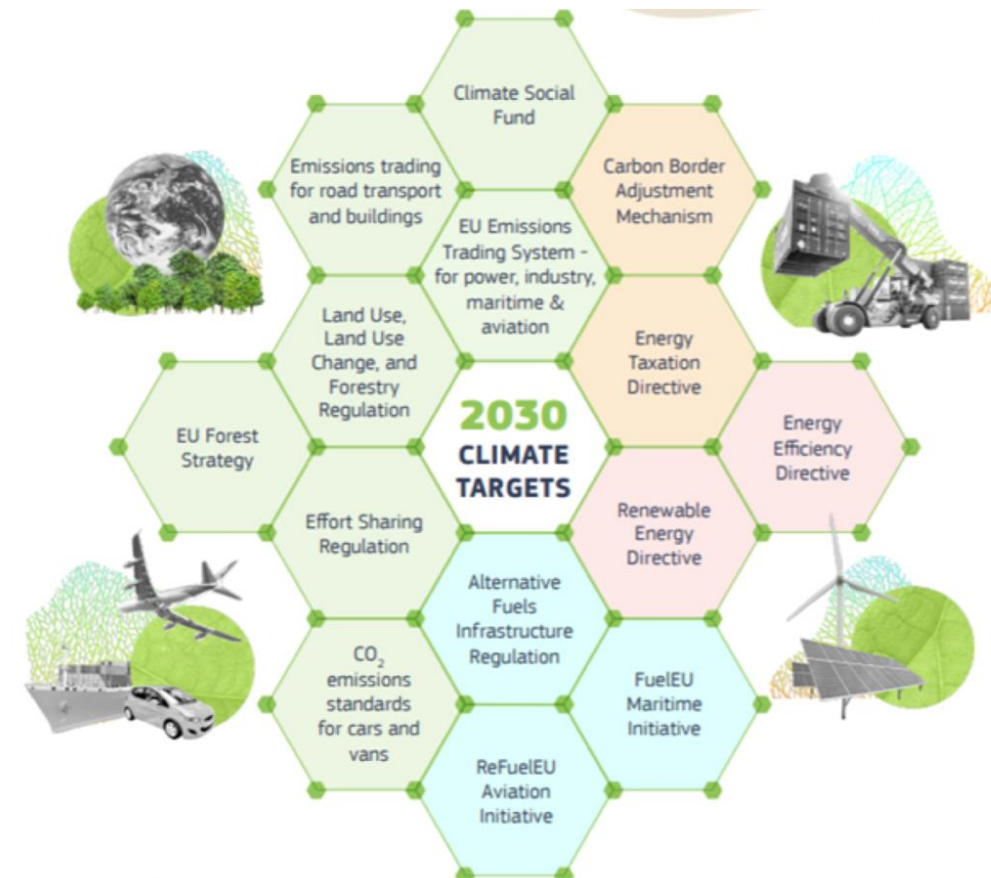 Climate Social
Fund
Emissions trading
for road transport
and buildings
Carbon Border
Adjustment
Mechanism
EU Emissions
Trading System -
for power, industry,
maritime &
aviation
Land Use,
Land Use
Change, and
Forestry
Regulation
Energy
Taxation
Directive
EU Forest
Strategy
2030
CLIMATE
TARGETS
Energy
Efficiency
Directive
Effort Sharing
Regulation
Renewable
Energy
Directive
Alternative
Fuels
Infrastructure
Regulation
CO₂
emissions
standards
for cars and
vans
FuelEU
Maritime
Initiative
ReFuelEU
Aviation
Initiative